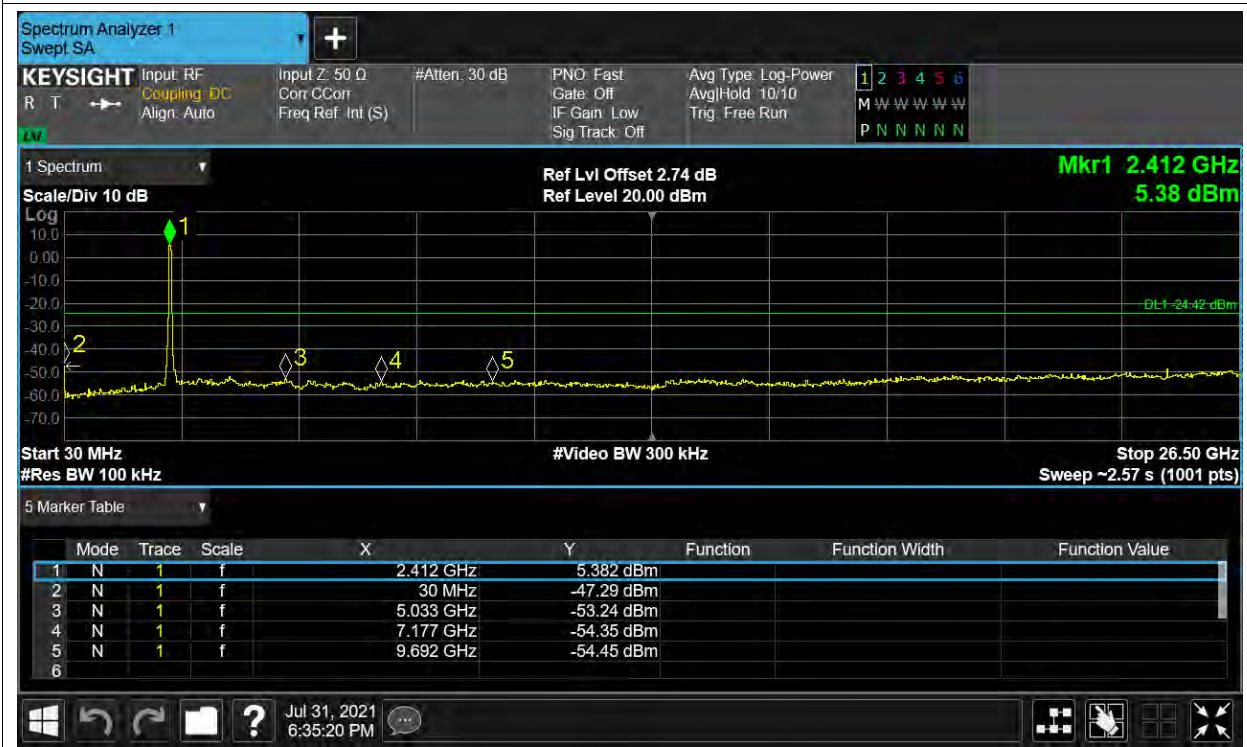 Spectrum Analyzer 1
Swept SA
+
KEYSIGHT Input: RF Input Z: 50 Ω #Atten: 30 dB PNO: Fast Avg Type: Log-Power 1 2 3 4 5 6
R T Coupling: DC Corr CCorr Gate: Off Avg|Hold: 10/10 M W W W W W
Align: Auto Freq Ref: Int (S) IF Gain: Low Trig: Free Run
LV Sig Track: Off P N N N N N
1 Spectrum Ref Lvl Offset 2.74 dB Mkr1 2.412 GHz
Scale/Div 10 dB Ref Level 20.00 dBm 5.38 dBm
Log
1
10.0
0.00
-10.0
-20.0 DL1 -24.42 dBm
-30.0
-40.0 2 3 4 5
-50.0
-60.0
-70.0
Start 30 MHz #Video BW 300 kHz Stop 26.50 GHz
#Res BW 100 kHz Sweep ~2.57 s (1001 pts)
5 Marker Table
Mode Trace Scale X Y Function Function Width Function Value
1 N 1 f 2.412 GHz 5.382 dBm
2 N 1 f 30 MHz -47.29 dBm
3 N 1 f 5.033 GHz -53.24 dBm
4 N 1 f 7.177 GHz -54.35 dBm
5 N 1 f 9.692 GHz -54.45 dBm
6
? Jul 31, 2021
6:35:20 PM